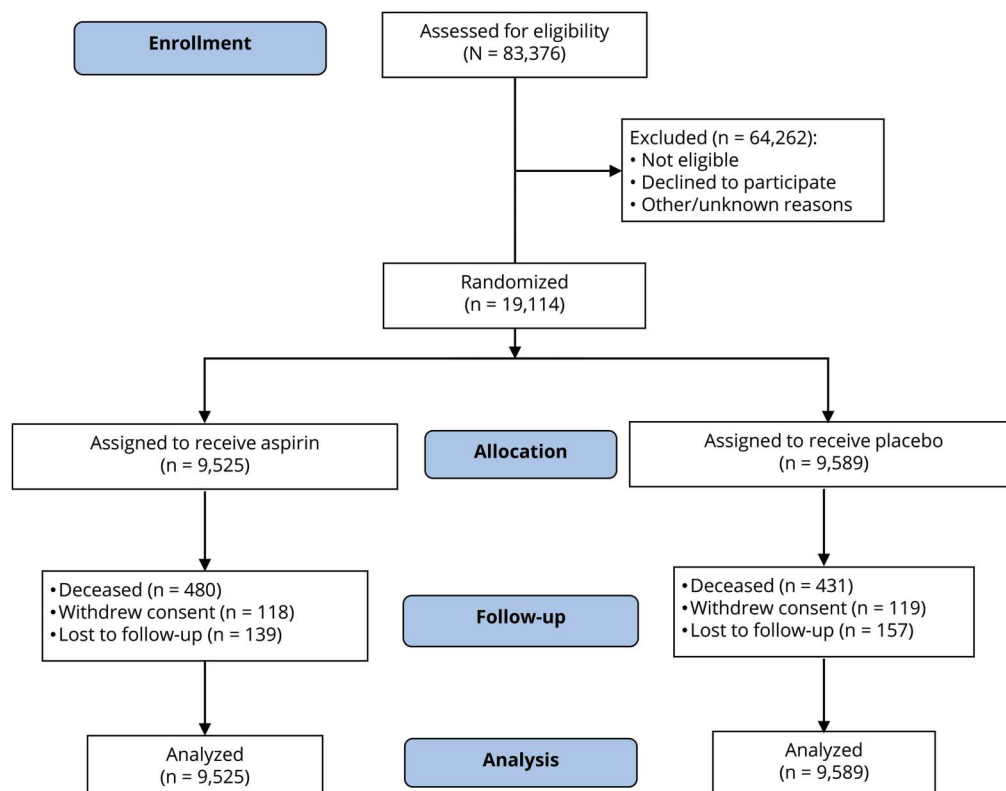 Enrollment
Assessed for eligibility
(N = 83,376)
Excluded (n = 64,262):
• Not eligible
• Declined to participate
• Other/unknown reasons
Randomized
(n = 19,114)
Assigned to receive aspirin
(n = 9,525)
Allocation
Assigned to receive placebo
(n = 9,589)
• Deceased (n = 480)
• Withdrew consent (n = 118)
• Lost to follow-up (n = 139)
Follow-up
• Deceased (n = 431)
• Withdrew consent (n = 119)
• Lost to follow-up (n = 157)
Analyzed
(n = 9,525)
Analysis
Analyzed
(n = 9,589)